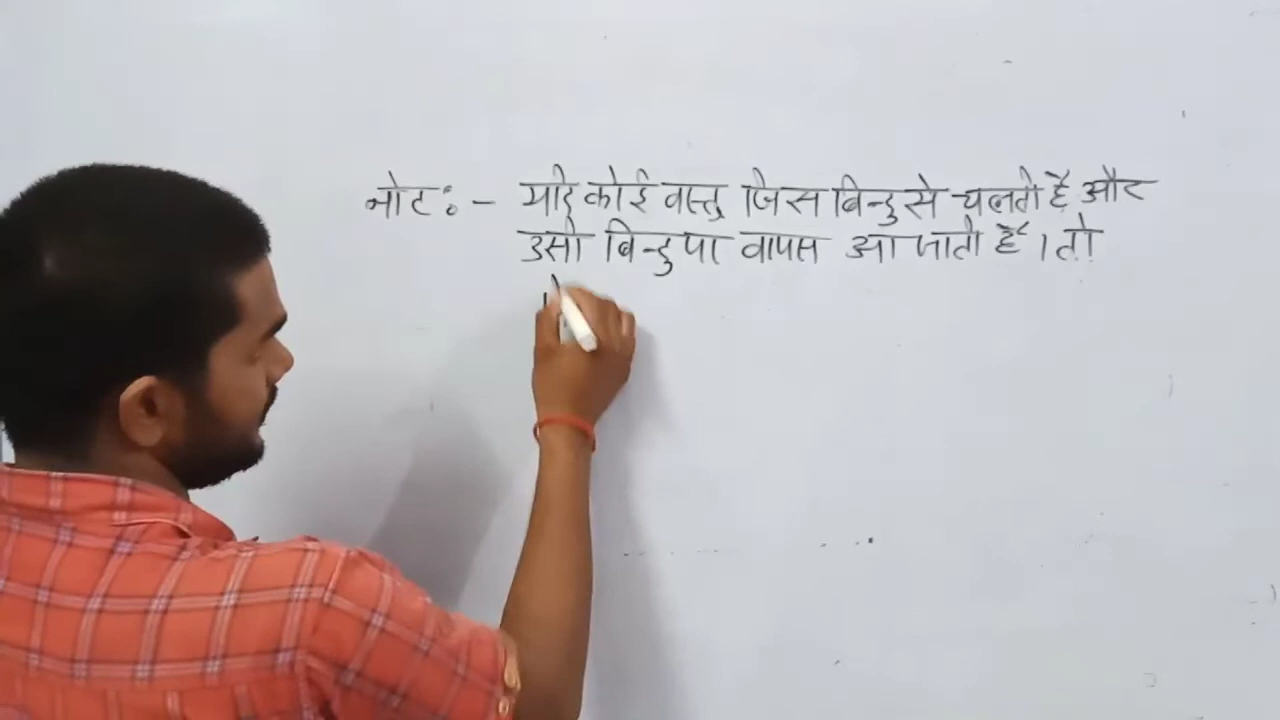 नोट:- यदि कोई वस्तु जिस बिन्दु से चलती है और
उसी बिन्दु पर वापस आ जाती है। तो